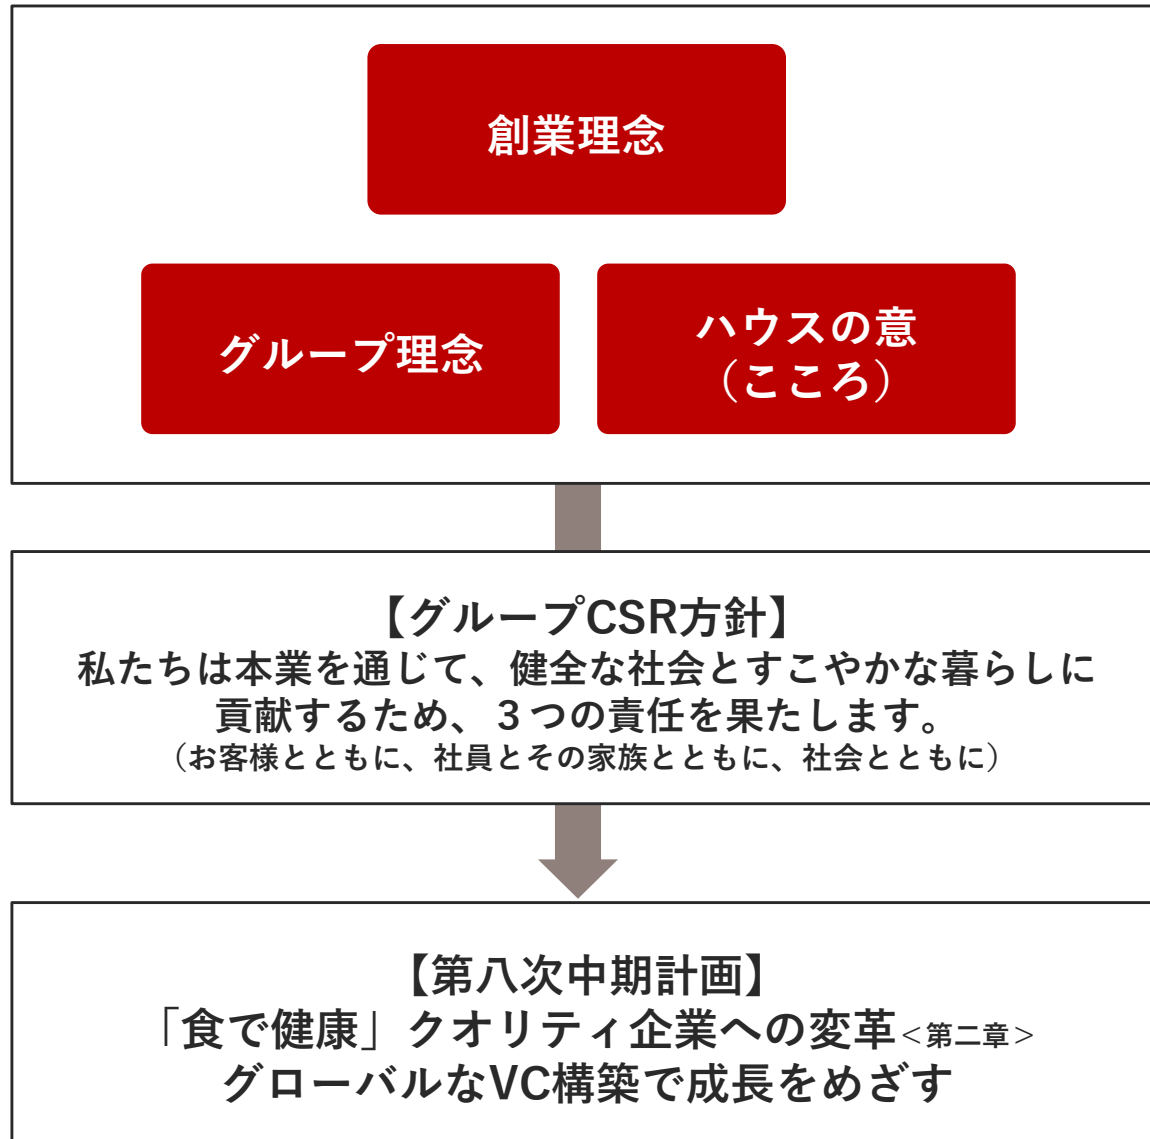 創業理念
グループ理念
ハウスの意
（こころ）
【グループCSR方針】
私たちは本業を通じて、健全な社会とすこやかな暮らしに
貢献するため、３つの責任を果たします。
（お客様とともに、社員とその家族とともに、社会とともに）
【第八次中期計画】
「食で健康」クオリティ企業への変革<第二章>
グローバルなVC構築で成長をめざす